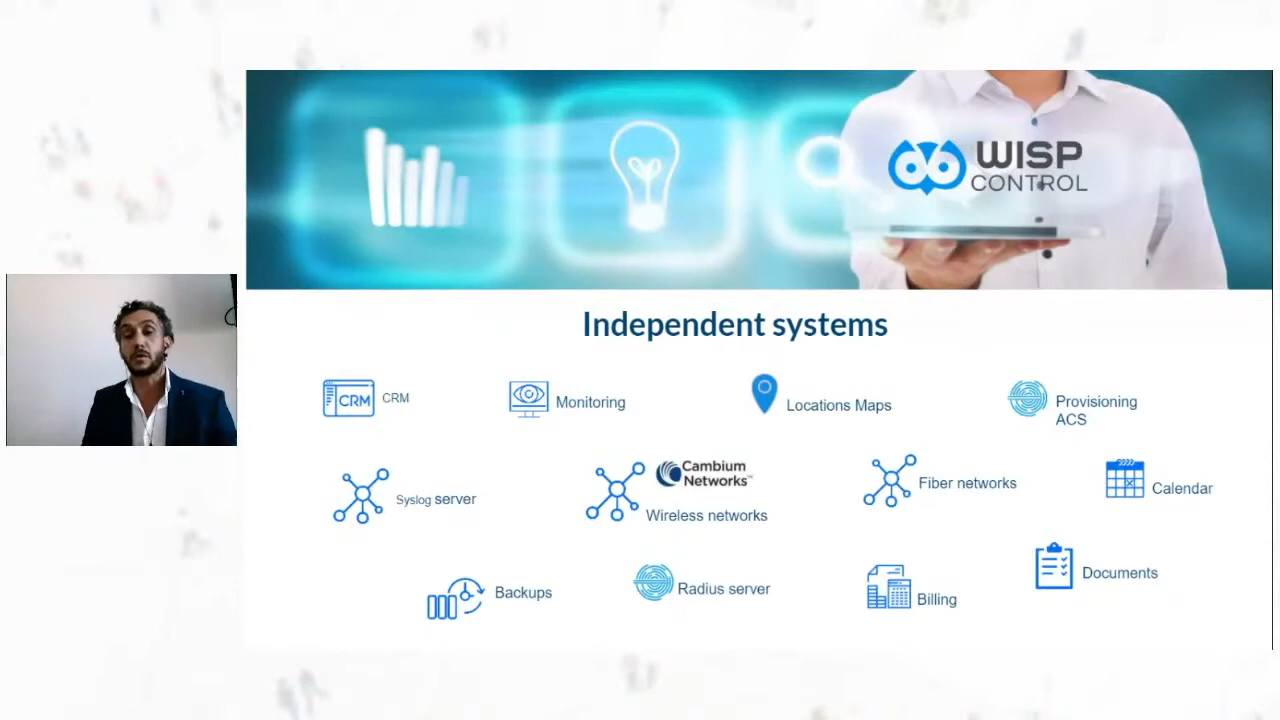 WISP
CONTROL
Independent systems
CRM CRM
Monitoring
Locations Maps
Provisioning
ACS
Syslog server
Cambium
Networks™
Wireless networks
Fiber networks
Calendar
Backups
Radius server
Billing
Documents